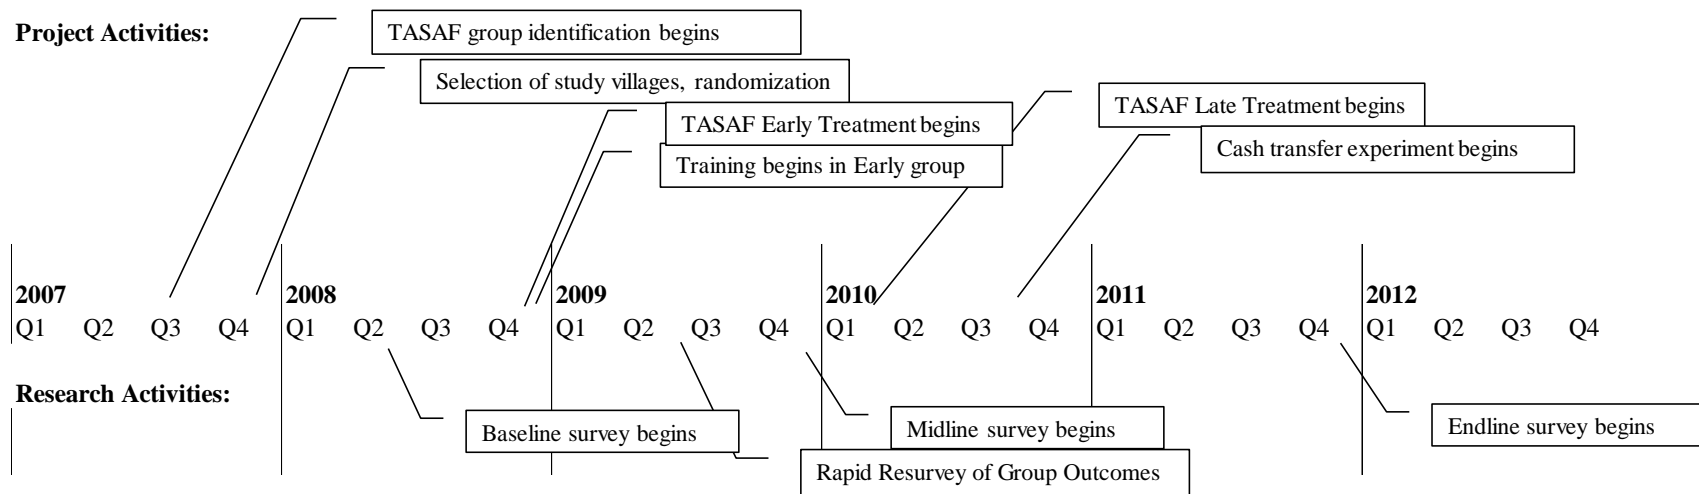 Project Activities:
TASAF group identification begins
Selection of study villages, randomization
TASAF Early Treatment begins
Training begins in Early group
TASAF Late Treatment begins
Cash transfer experiment begins
2007 2008 2009 2010 2011 2012
Q1 Q2 Q3 Q4 Q1 Q2 Q3 Q4 Q1 Q2 Q3 Q4 Q1 Q2 Q3 Q4 Q1 Q2 Q3 Q4 Q1 Q2 Q3 Q4
Research Activities:
Baseline survey begins
Midline survey begins
Rapid Resurvey of Group Outcomes
Endline survey begins